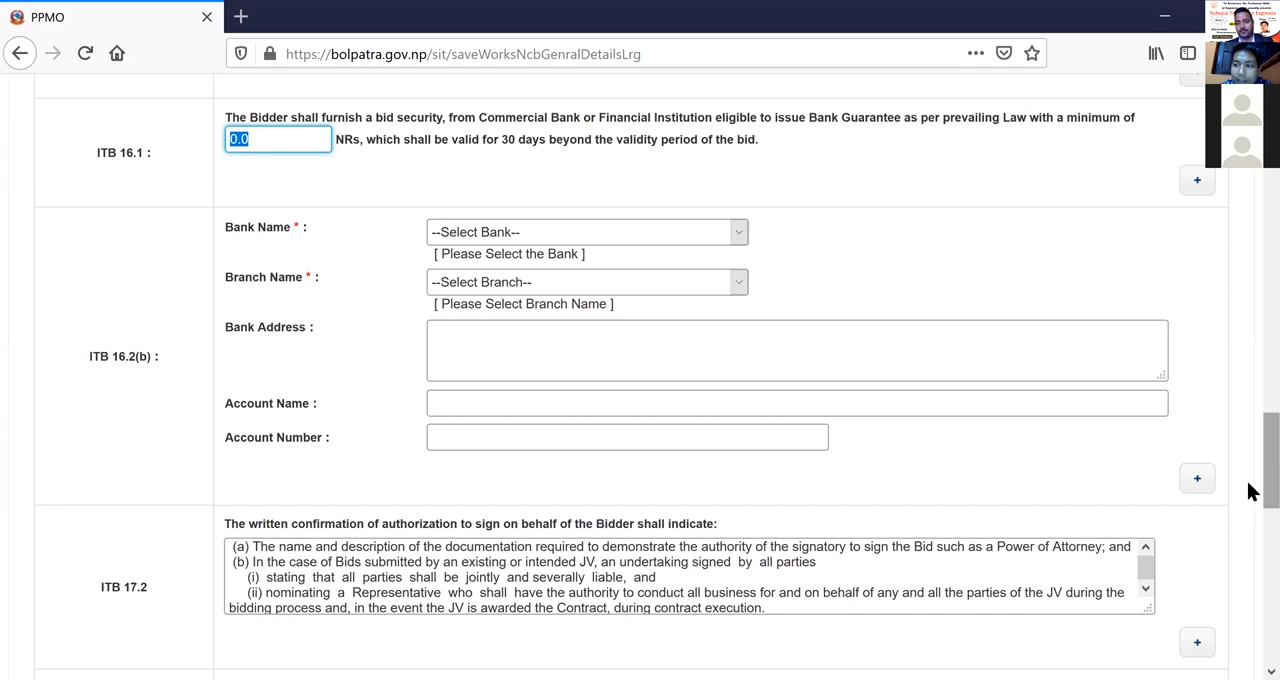 PPMO
https://bolpatra.gov.np/sit/saveWorksBidGenralDetailsLrg
The Bidder shall furnish a bid security, from Commercial Bank or Financial Institution eligible to issue Bank Guarantee as per prevailing Law with a minimum of
ITB 16.1 :
0.0 NRs, which shall be valid for 30 days beyond the validity period of the bid.
+
Bank Name * :
--Select Bank--
[ Please Select the Bank ]
Branch Name * :
--Select Branch--
[ Please Select Branch Name ]
Bank Address :
ITB 16.2(b) :
Account Name :
Account Number :
+
The written confirmation of authorization to sign on behalf of the Bidder shall indicate:
(a) The name and description of the documentation required to demonstrate the authority of the signatory to sign the Bid such as a Power of Attorney; and
(b) In the case of Bids submitted by an existing or intended JV, an undertaking signed by all parties
(i) stating that all parties shall be jointly and severally liable, and
ITB 17.2
(ii) nominating a Representative who shall have the authority to conduct all business for and on behalf of any and all the parties of the JV during the
bidding process and, in the event the JV is awarded the Contract, during contract execution.
+